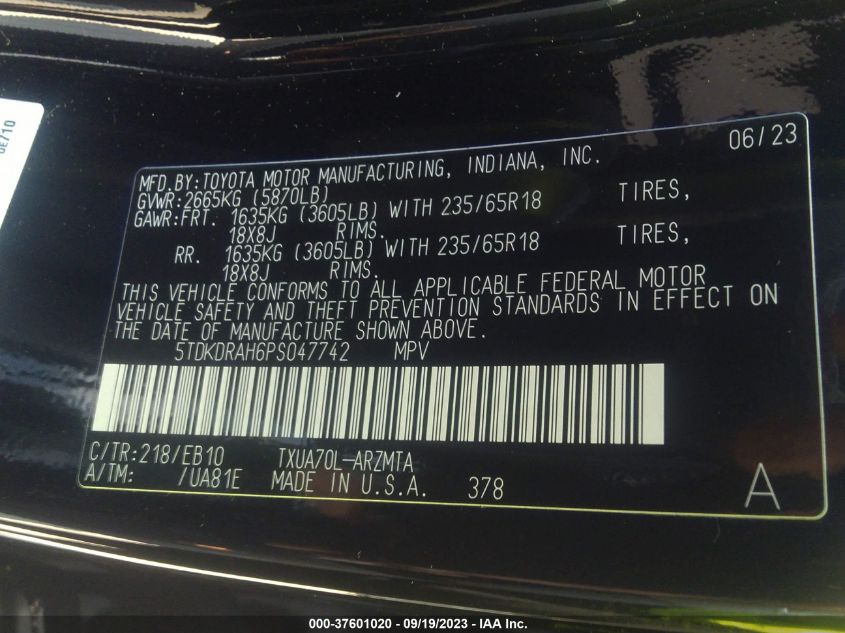 0E/10
06/23
MFD.BY:TOYOTA MOTOR MANUFACTURING, INDIANA, INC.
GVWR:2665KG (5870LB)
GAWR:FRT. 1635KG (3605LB) WITH 235/65R18 TIRES,
18X8J RIMS.
RR. 1635KG (3605LB) WITH 235/65R18 TIRES,
18X8J RIMS.
THIS VEHICLE CONFORMS TO ALL APPLICABLE FEDERAL MOTOR
VEHICLE SAFETY AND THEFT PREVENTION STANDARDS IN EFFECT ON
THE DATE OF MANUFACTURE SHOWN ABOVE.
5TDKDRAH6PS047742 MPV
C/TR:218/EB10 TXUA70L-ARZMTA
A/TM: /UA81E MADE IN U.S.A. 378
A
000-37601020 - 09/19/2023 - IAA Inc.